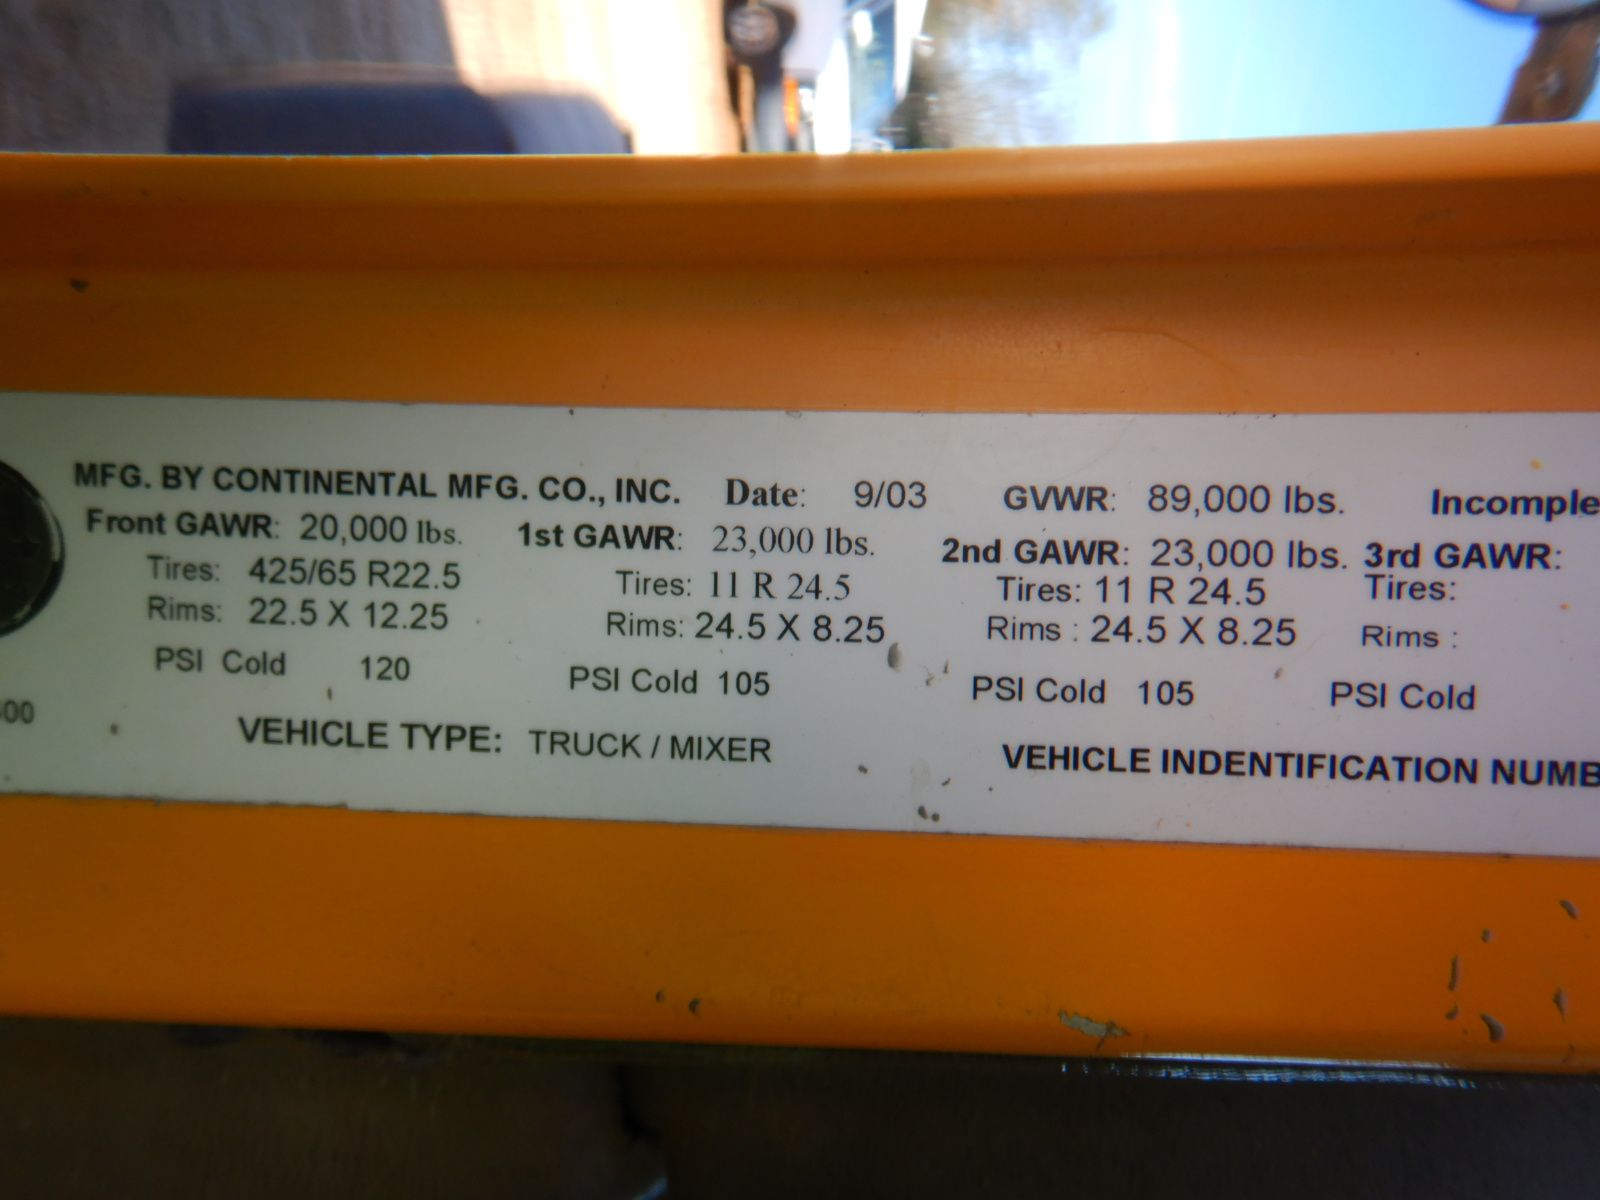 MFG. BY CONTINENTAL MFG. CO., INC. Date: 9/03 GVWR: 89,000 lbs.
Front GAWR: 20,000 lbs. 1st GAWR: 23,000 lbs. 2nd GAWR: 23,000 lbs. 3rd GAWR:
Tires: 425/65 R22.5 Tires: 11 R 24.5 Tires: 11 R 24.5 Tires:
Rims: 22.5 X 12.25 Rims: 24.5 X 8.25 Rims : 24.5 X 8.25 Rims :
PSI Cold 120 PSI Cold 105 PSI Cold 105 PSI Cold
VEHICLE TYPE: TRUCK / MIXER VEHICLE INDENTIFICATION